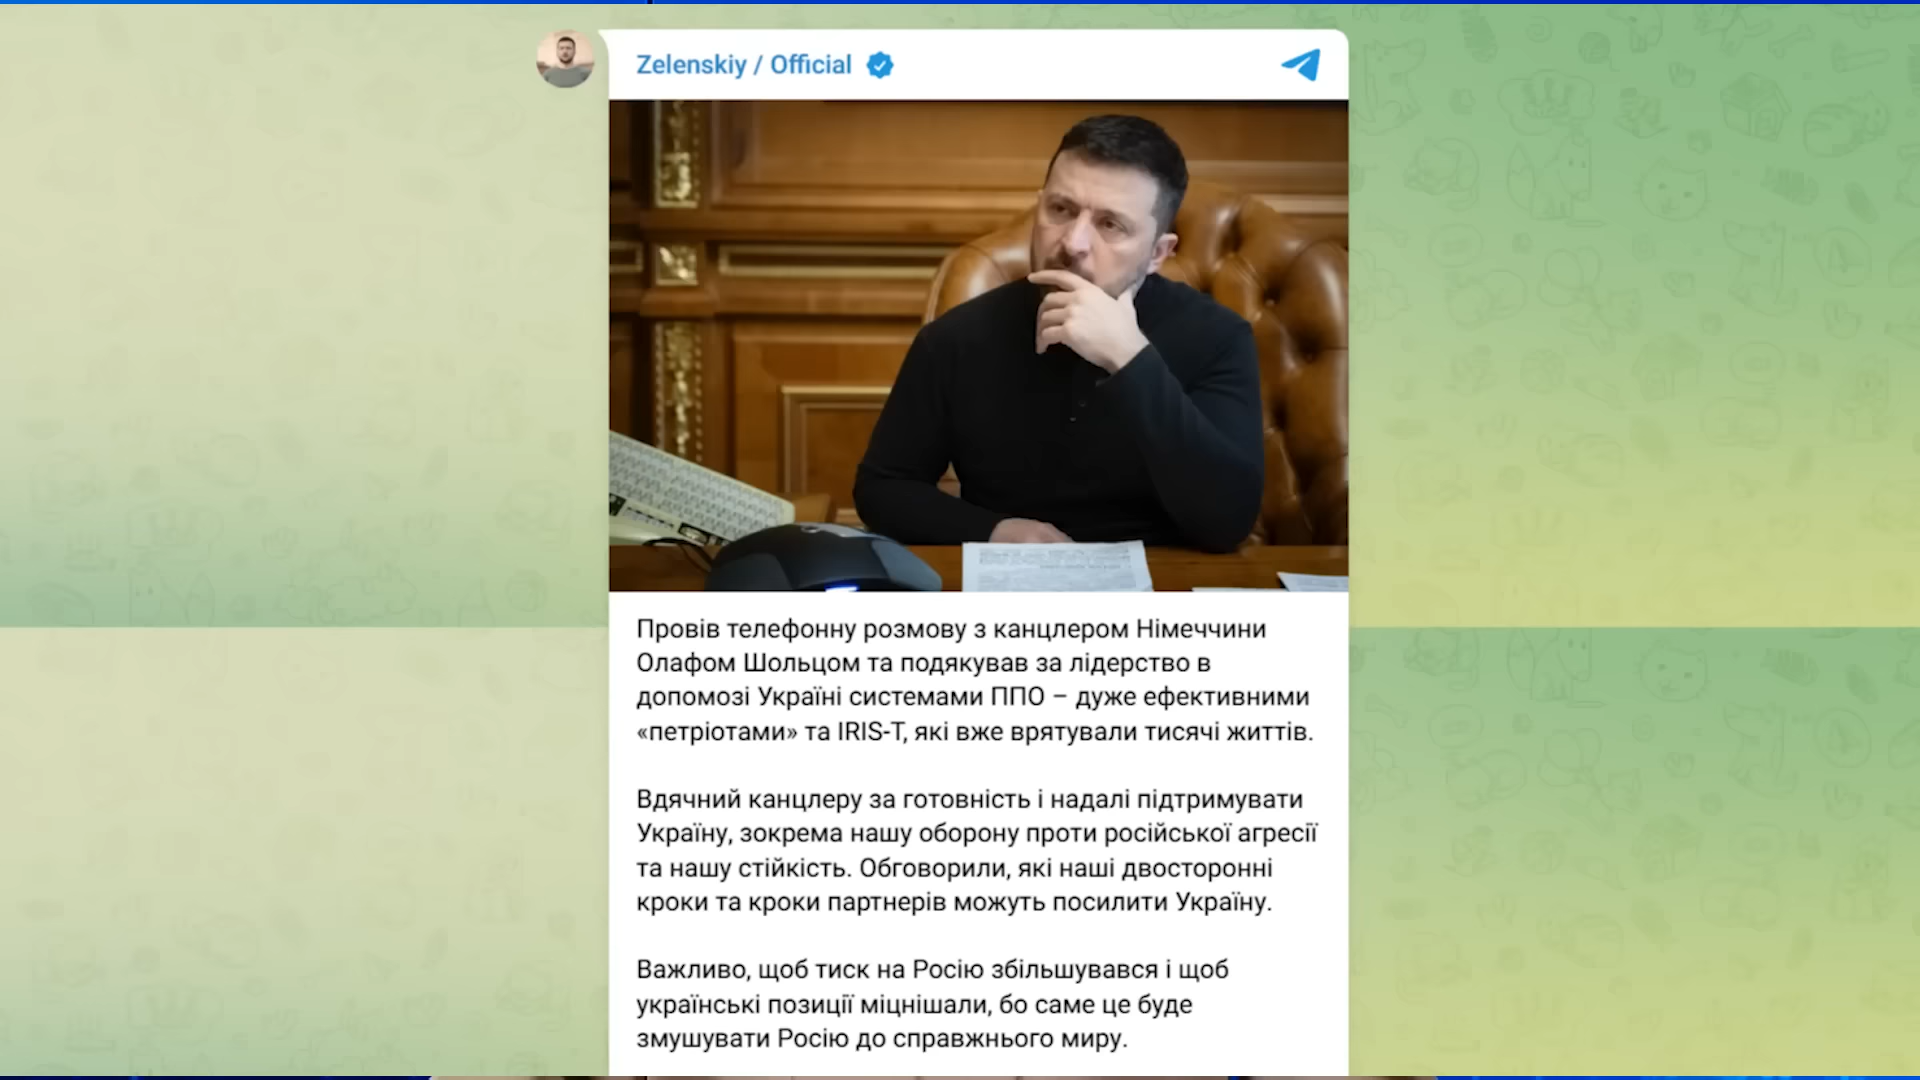 Zelenskiy / Official
Провів телефонну розмову з канцлером Німеччини
Олафом Шольцом та подякував за лідерство в
допомозі Україні системами ППО – дуже ефективними
«петріотами» та IRIS-T, які вже врятували тисячі життів.
Вдячний канцлеру за готовність і надалі підтримувати
Україну, зокрема нашу оборону проти російської агресії
та нашу стійкість. Обговорили, які наші двосторонні
кроки та кроки партнерів можуть посилити Україну.
Важливо, щоб тиск на Росію збільшувався і щоб
українські позиції міцнішали, бо саме це буде
змушувати Росію до справжнього миру.